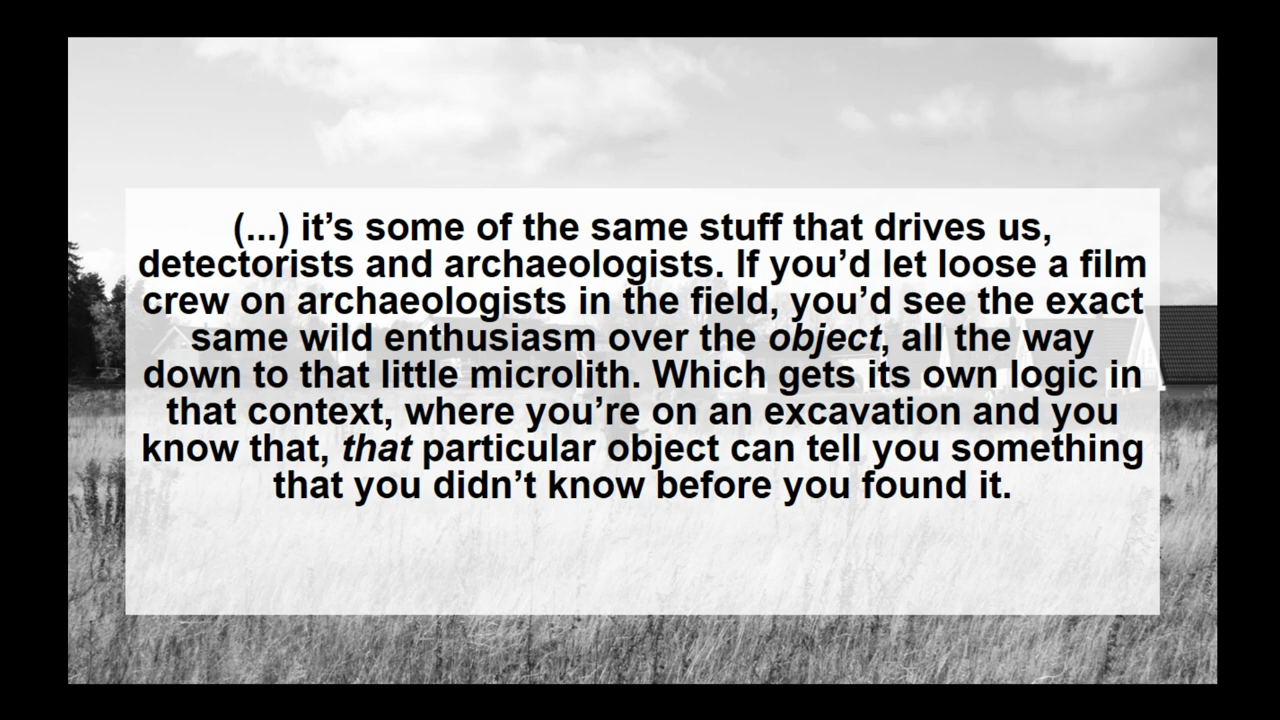 (...) it’s some of the same stuff that drives us,
detectorists and archaeologists. If you’d let loose a film
crew on archaeologists in the field, you’d see the exact
same wild enthusiasm over the object, all the way
down to that little microlith. Which gets its own logic in
that context, where you’re on an excavation and you
know that, that particular object can tell you something
that you didn’t know before you found it.